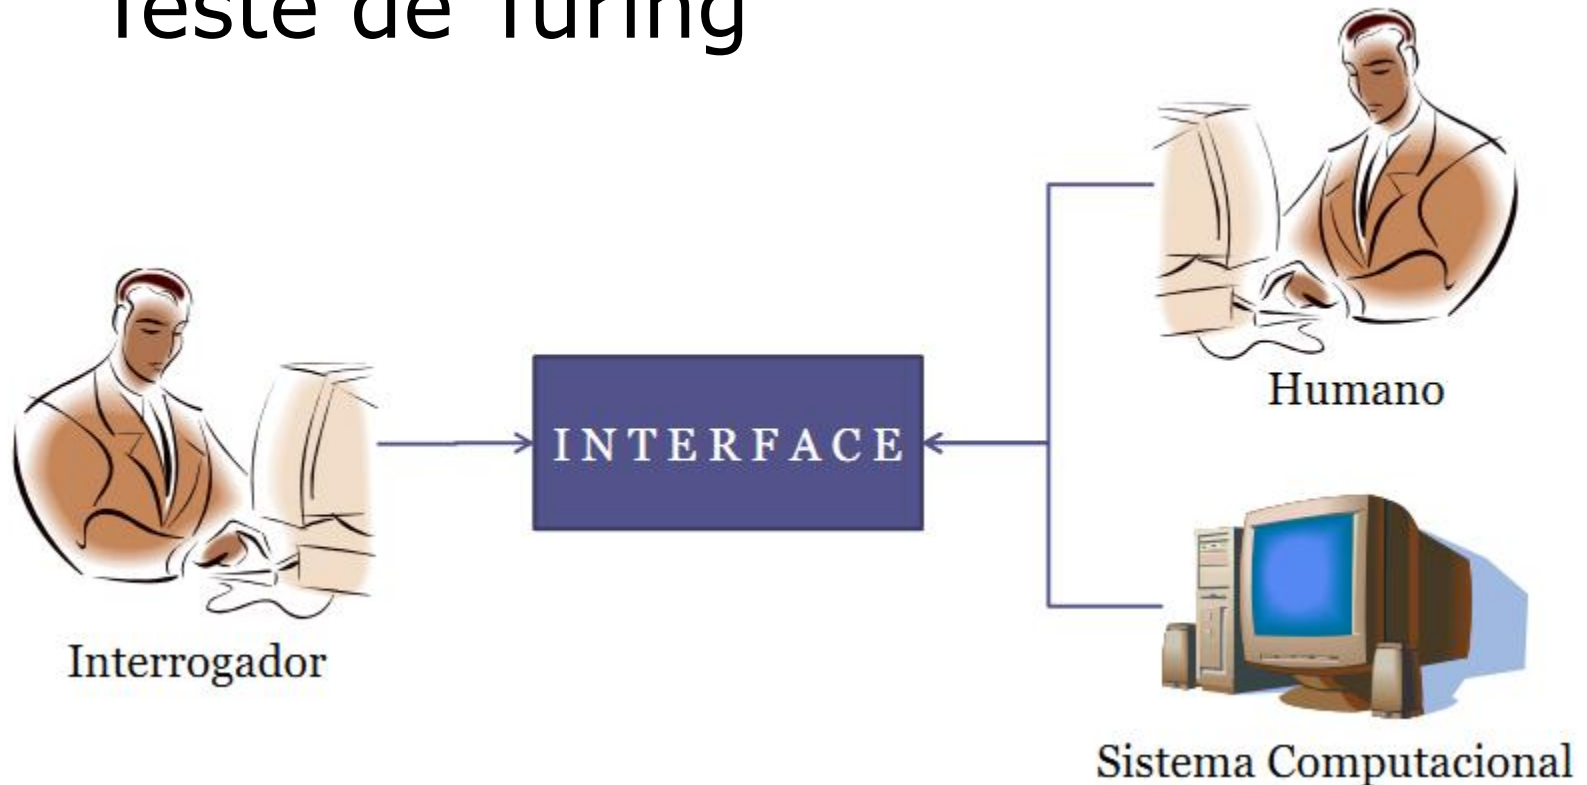 Teste de Turing
Humano
INTERFACE
Interrogador
Sistema Computacional